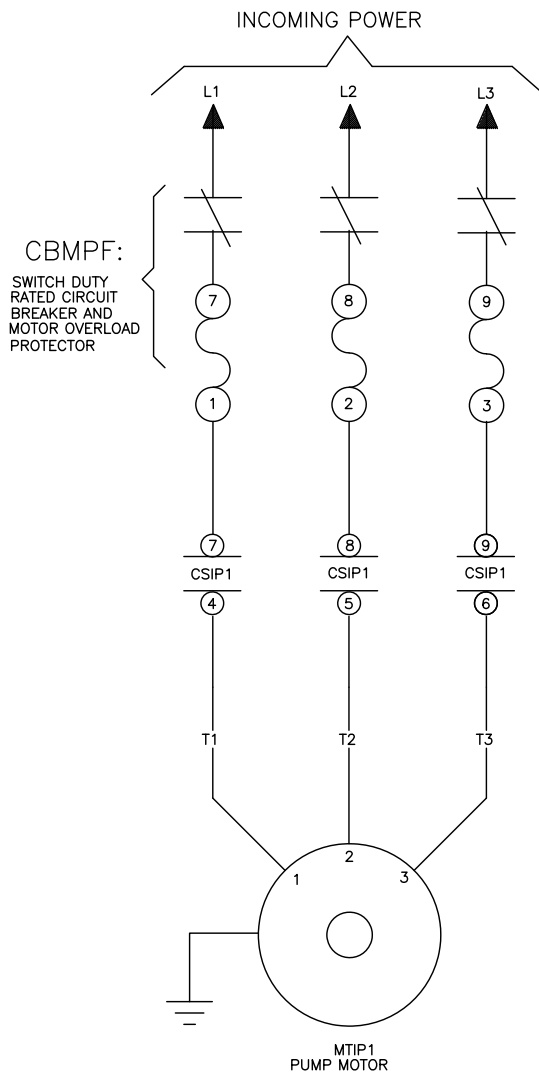 INCOMING POWER
L1 L2 L3
CBMPF:
SWITCH DUTY
RATED CIRCUIT
BREAKER AND
MOTOR OVERLOAD
PROTECTOR
7 8 9
1 2 3
7 8 9
CSIP1 CSIP1 CSIP1
4 5 6
T1 T2 T3
1 2 3
MTIP1
PUMP MOTOR